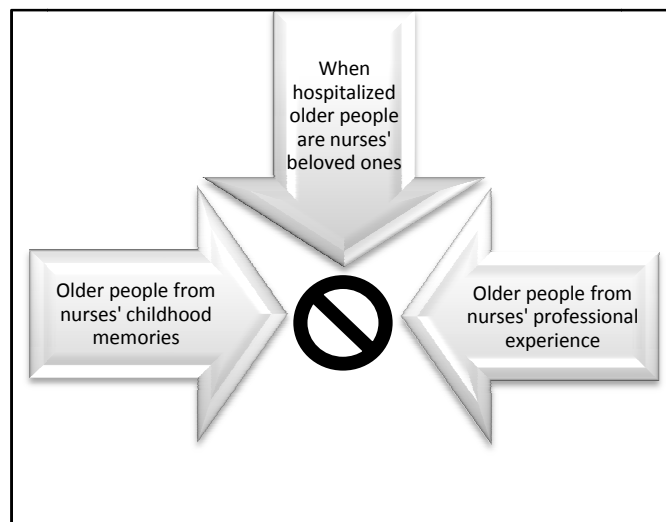 When
hospitalized
older people
are nurses'
beloved ones
Older people from
nurses' childhood
memories
Older people from
nurses' professional
experience